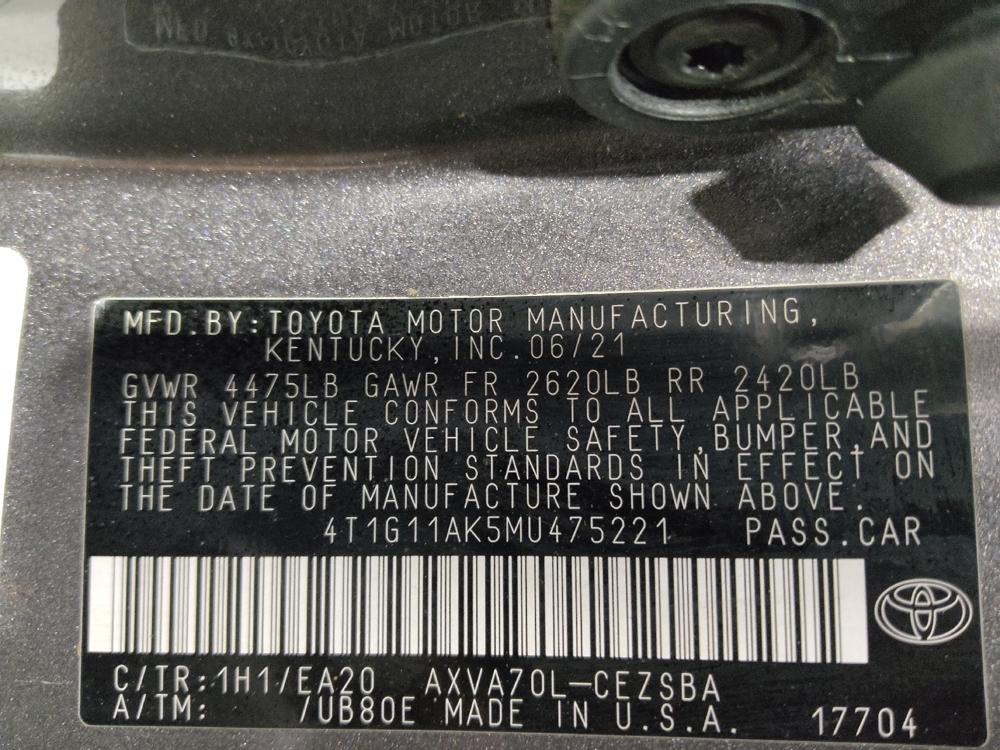 MFD.BY:TOYOTA MOTOR MANUFACTURING,
KENTUCKY,INC.06/21
GVWR 4475LB GAWR FR 2620LB RR 2420LB
THIS VEHICLE CONFORMS TO ALL APPLICABLE
FEDERAL MOTOR VEHICLE SAFETY,BUMPER,AND
THEFT PREVENTION STANDARDS IN EFFECT ON
THE DATE OF MANUFACTURE SHOWN ABOVE.
4T1G11AK5MU475221 PASS.CAR
C/TR:1H1/EA20 AXVA70L-CEZSBA
A/TM: /UB80E MADE IN U.S.A. 17704